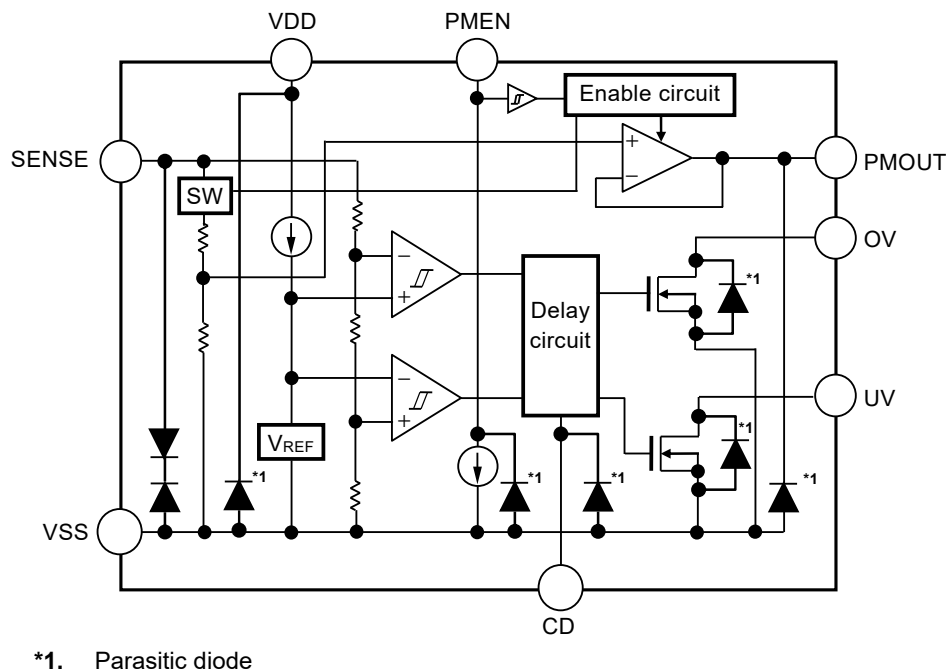 VDD
PMEN
Enable circuit
SENSE
+
−
PMOUT
SW
OV
−
+
*1
Delay
circuit
−
+
UV
VREF
*1
*1
*1
*1
*1
VSS
CD
*1. Parasitic diode